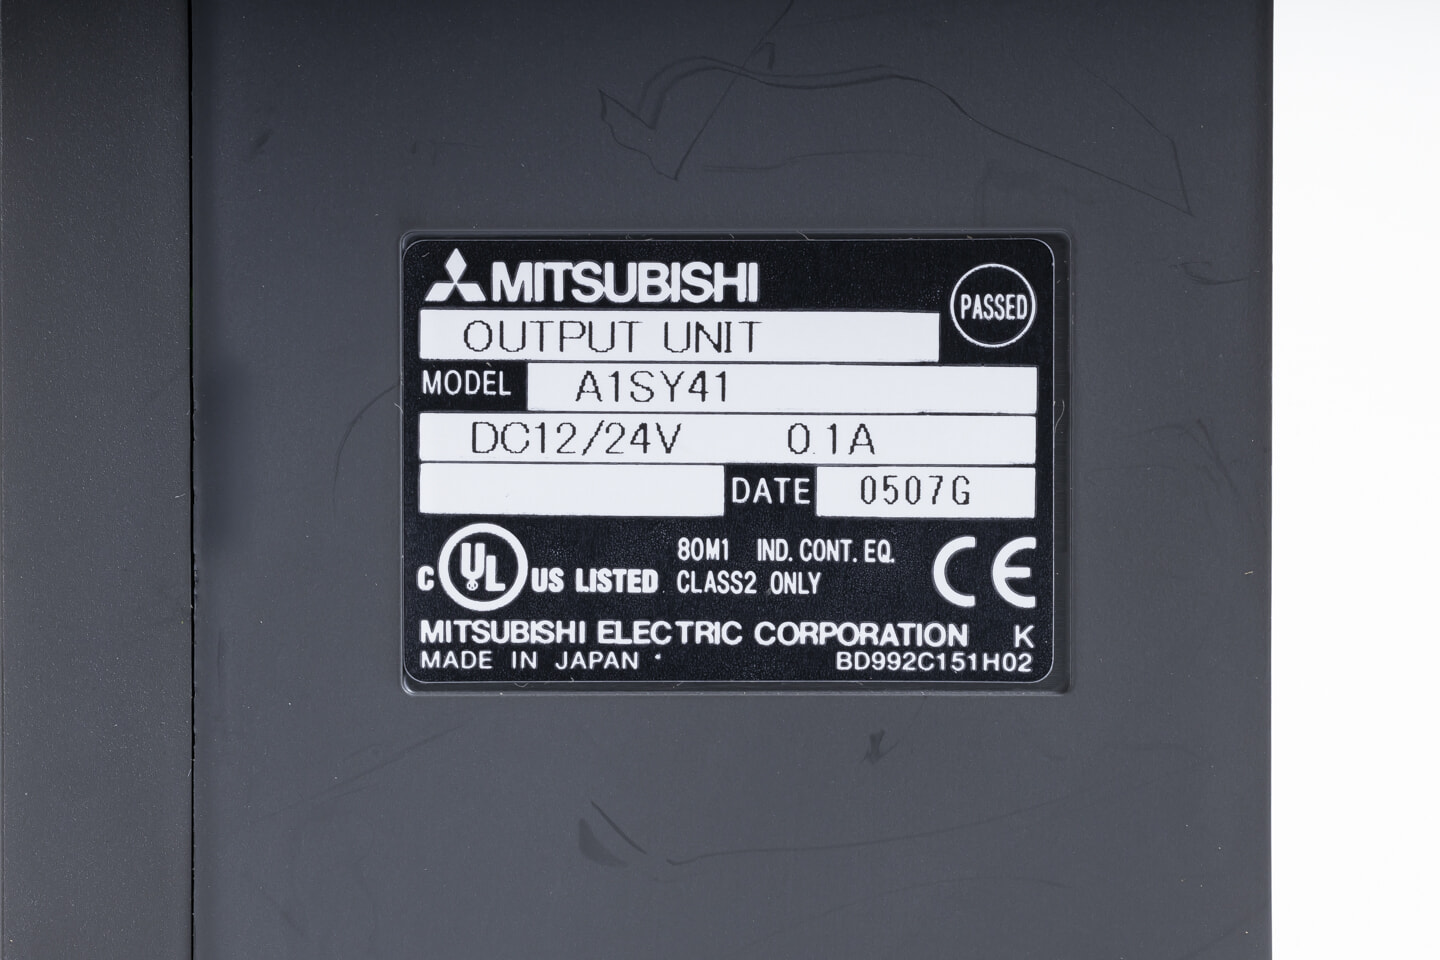 MITSUBISHI
PASSED
OUTPUT UNIT
MODEL A1SY41
DC12/24V 0.1A
DATE 0507G
C UL US LISTED
80M1 IND. CONT. EQ.
CLASS2 ONLY
CE
MITSUBISHI ELECTRIC CORPORATION K
MADE IN JAPAN BD992C151H02